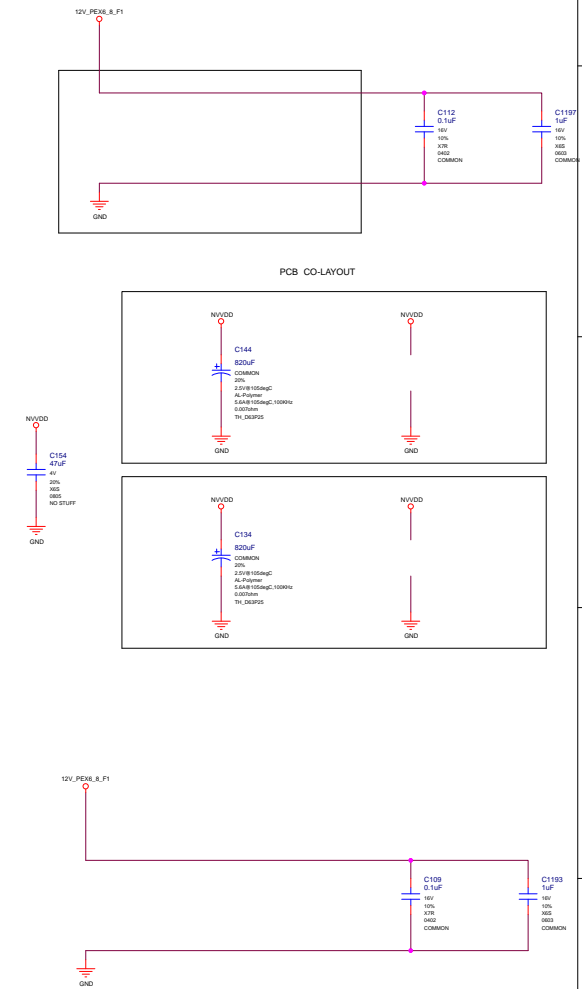 12V_PEX6_8_F1
C112
0.1uF
16V
10%
X7R
0402
COMMON
C1197
1uF
16V
10%
X6S
0603
COMMON
GND
PCB CO-LAYOUT
NVVDD
C144
820uF
COMMON
20%
2.5V@105degC
AL-Polymer
5.6A@105degC,100KHz
0.007ohm
TH_D63P25
GND
NVVDD
GND
NVVDD
C154
47uF
4V
20%
X6S
0805
NO STUFF
GND
NVVDD
C134
820uF
COMMON
20%
2.5V@105degC
AL-Polymer
5.6A@105degC,100KHz
0.007ohm
TH_D63P25
GND
NVVDD
GND
12V_PEX6_8_F1
C109
0.1uF
16V
10%
X7R
0402
COMMON
C1193
1uF
16V
10%
X6S
0603
COMMON
GND